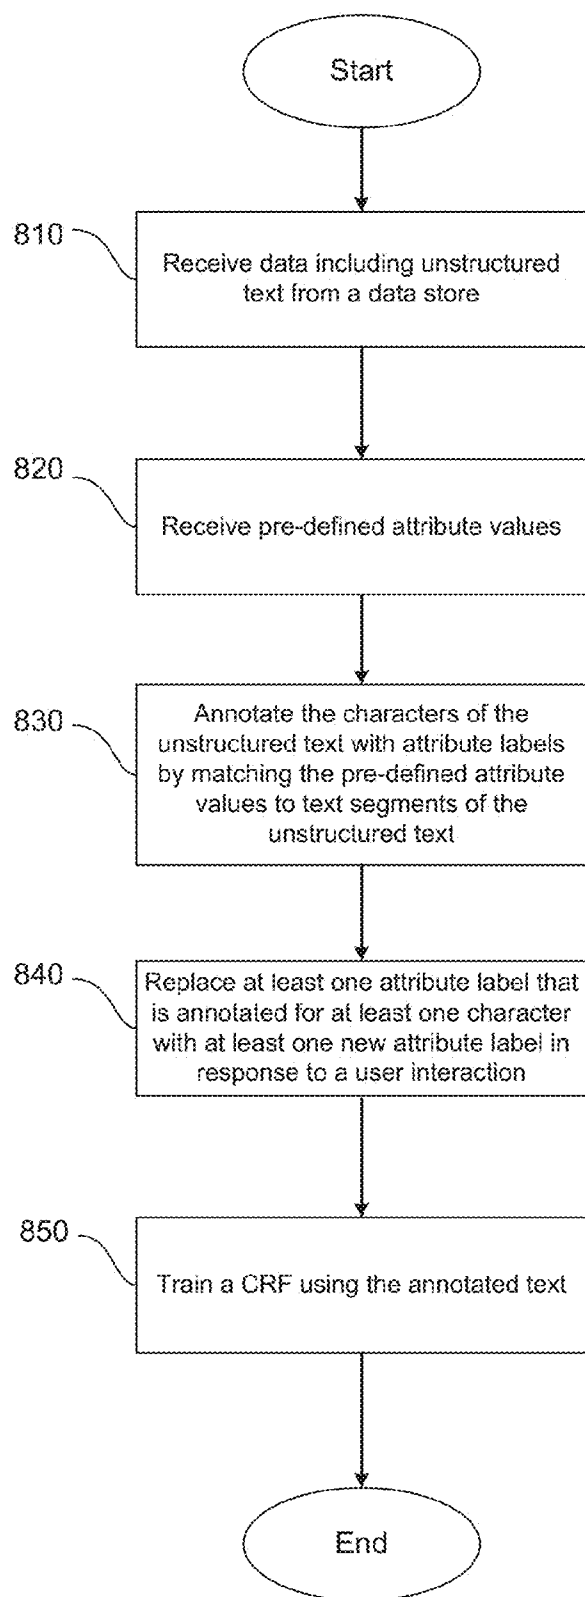 Start
810
Receive data including unstructured
text from a data store
820
Receive pre-defined attribute values
830
Annotate the characters of the
unstructured text with attribute labels
by matching the pre-defined attribute
values to text segments of the
unstructured text
840
Replace at least one attribute label that
is annotated for at least one character
with at least one new attribute label in
response to a user interaction
850
Train a CRF using the annotated text
End